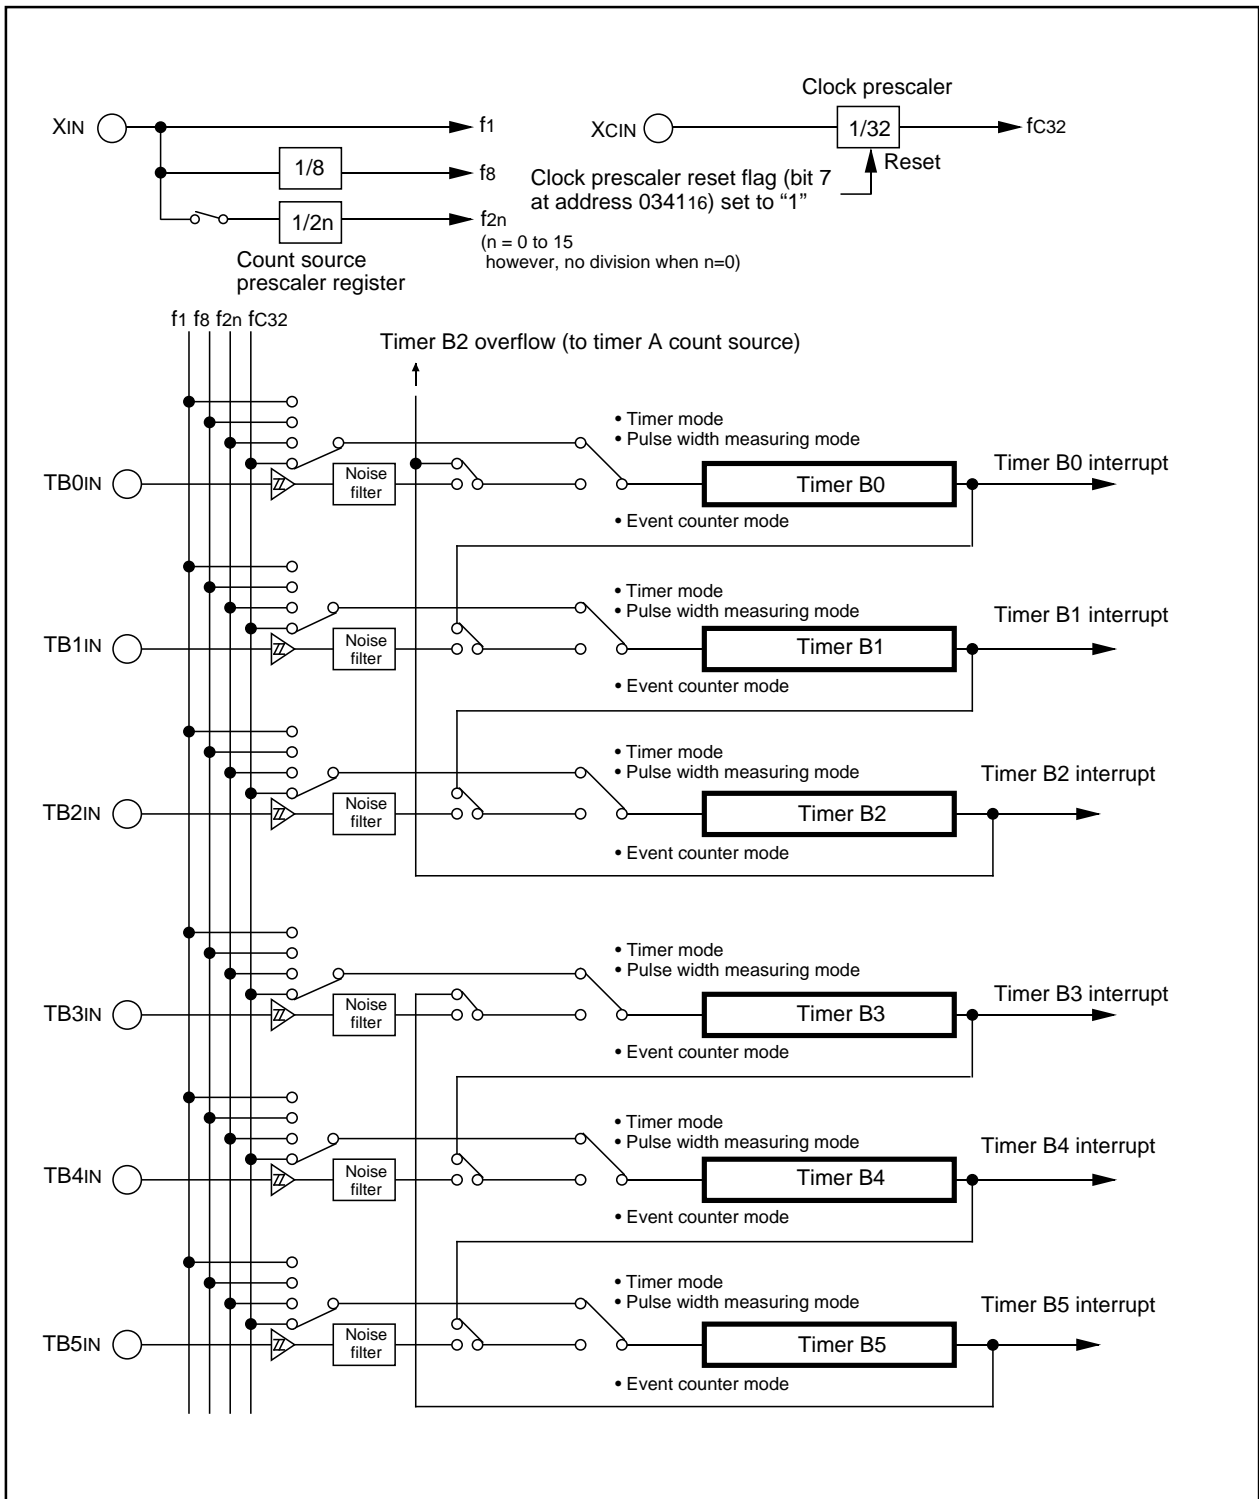 Clock prescaler
XIN
f1
XCIN
1/32
fC32
1/8
f8
Reset
Clock prescaler reset flag (bit 7
at address 034116) set to “1”
1/2n
f2n
(n = 0 to 15
however, no division when n=0)
Count source
prescaler register
f1 f8 f2n fC32
Timer B2 overflow (to timer A count source)
• Timer mode
• Pulse width measuring mode
TB0IN
Noise
filter
Timer B0
Timer B0 interrupt
• Event counter mode
• Timer mode
• Pulse width measuring mode
TB1IN
Noise
filter
Timer B1
Timer B1 interrupt
• Event counter mode
• Timer mode
• Pulse width measuring mode
TB2IN
Noise
filter
Timer B2
Timer B2 interrupt
• Event counter mode
• Timer mode
• Pulse width measuring mode
TB3IN
Noise
filter
Timer B3
Timer B3 interrupt
• Event counter mode
• Timer mode
• Pulse width measuring mode
TB4IN
Noise
filter
Timer B4
Timer B4 interrupt
• Event counter mode
• Timer mode
• Pulse width measuring mode
TB5IN
Noise
filter
Timer B5
Timer B5 interrupt
• Event counter mode